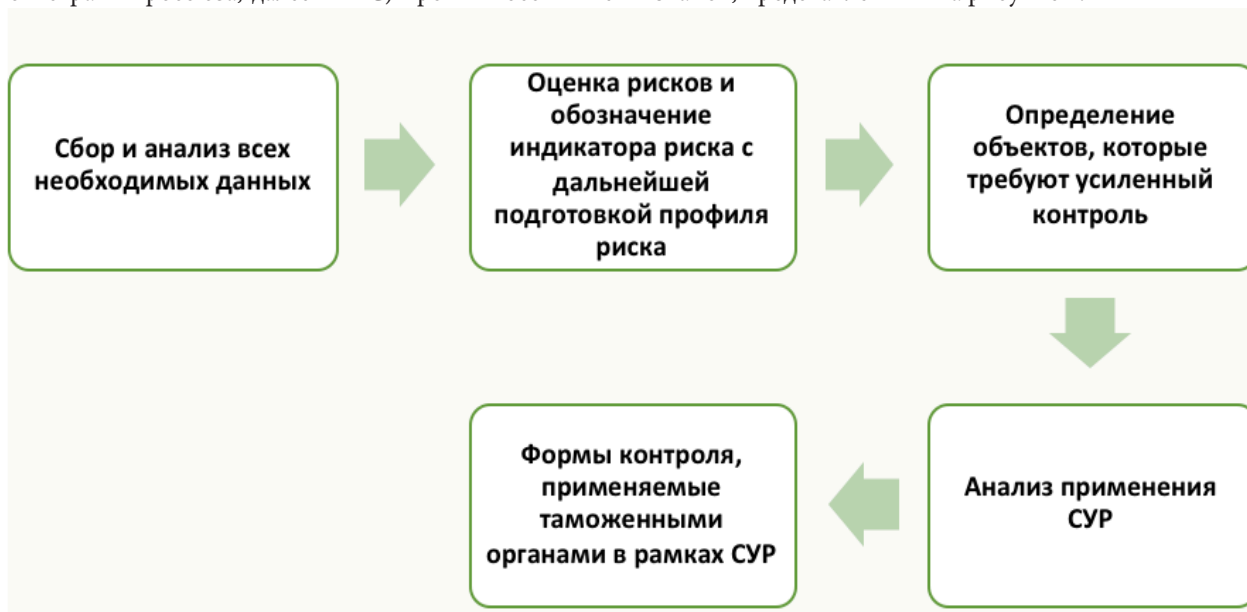 Сбор и анализ всех
необходимых данных
Оценка рисков и
обозначение
индикатора риска с
дальнейшей
подготовкой профиля
риска
Определение
объектов, которые
требуют усиленный
контроль
Анализ применения
СУР
Формы контроля,
применяемые
таможенными
органами в рамках СУР